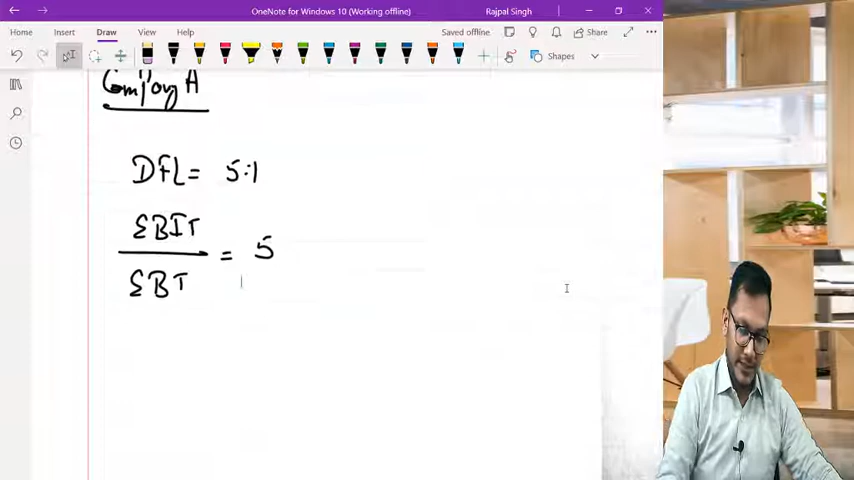 OneNote for Windows 10 (Working offline)
Rajpal Singh
Home Insert Draw View Help
Saved offline
Share
Shapes
Company A
DFL = 5:1
EBIT
= 5
EBT